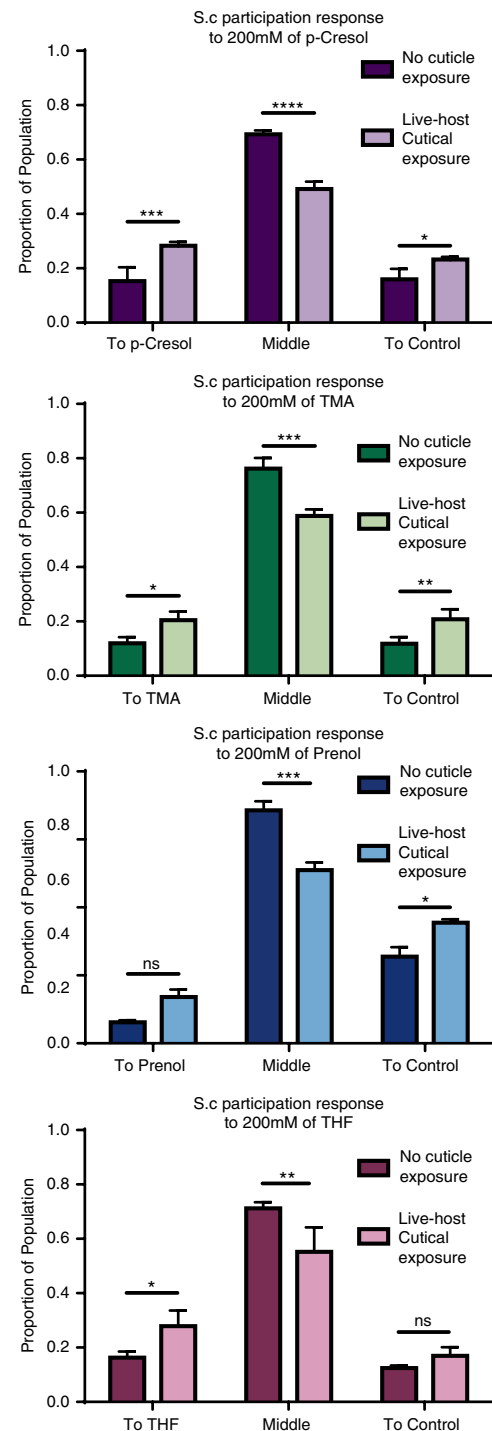 S.c participation response
to 200mM of p-Cresol
Proportion of Population
1.0
0.8
0.6
0.4
0.2
0.0
No cuticle
exposure
Live-host
Cutical
exposure
***
****
*
To p-Cresol Middle To Control
S.c participation response
to 200mM of TMA
Proportion of Population
1.0
0.8
0.6
0.4
0.2
0.0
No cuticle
exposure
Live-host
Cutical
exposure
*
***
**
To TMA Middle To Control
S.c participation response
to 200mM of Prenol
Proportion of Population
1.0
0.8
0.6
0.4
0.2
0.0
No cuticle
exposure
Live-host
Cutical
exposure
ns
***
*
To Prenol Middle To Control
S.c participation response
to 200mM of THF
Proportion of Population
1.0
0.8
0.6
0.4
0.2
0.0
No cuticle
exposure
Live-host
Cutical
exposure
*
**
ns
To THF Middle To Control